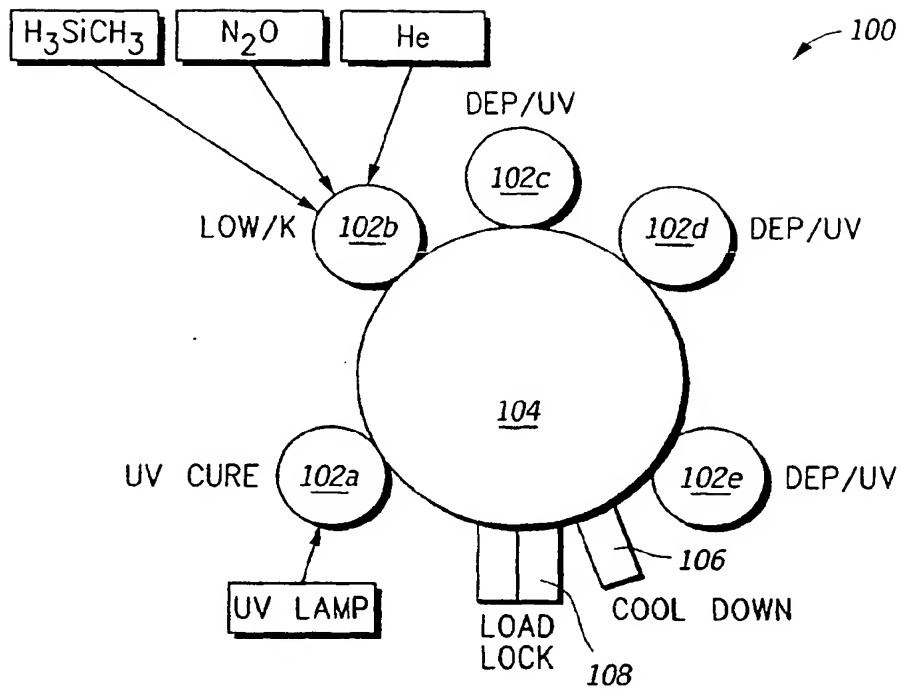 H3SiCH3
N2O
He
100
DEP/UV
102c
LOW/K
102b
102d
DEP/UV
104
UV CURE
102a
102e
DEP/UV
106
UV LAMP
LOAD
LOCK
COOL DOWN
108